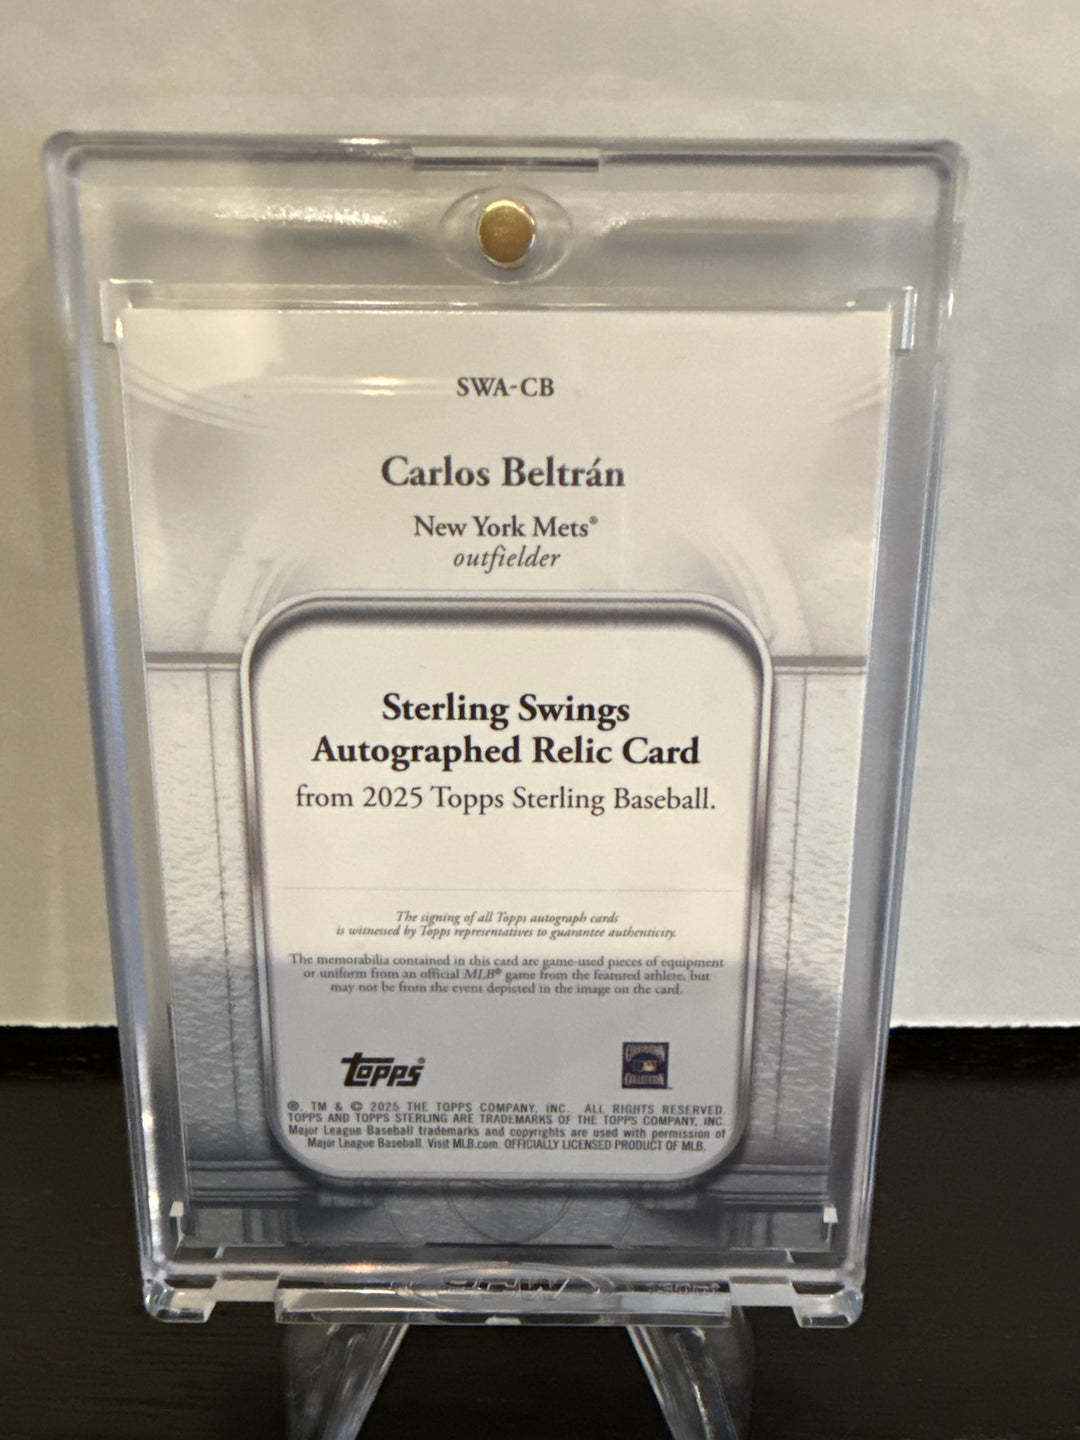 SWA-CB
Carlos Beltrán
New York Mets®
outfielder
Sterling Swings
Autographed Relic Card
from 2025 Topps Sterling Baseball.
The signing of all Topps autograph cards
is witnessed by Topps representatives to guarantee authenticity.
The memorabilia contained in this card are game-used pieces of equipment
or uniform from an official MLB® game from the featured athlete, but
may not be from the event depicted in the image on the card.
Topps®
COOPERSTOWN
COLLECTION
®, TM & © 2025 THE TOPPS COMPANY, INC. ALL RIGHTS RESERVED.
TOPPS AND TOPPS STERLING ARE TRADEMARKS OF THE TOPPS COMPANY, INC.
Major League Baseball trademarks and copyrights are used with permission of
Major League Baseball. Visit MLB.com. OFFICIALLY LICENSED PRODUCT OF MLB.